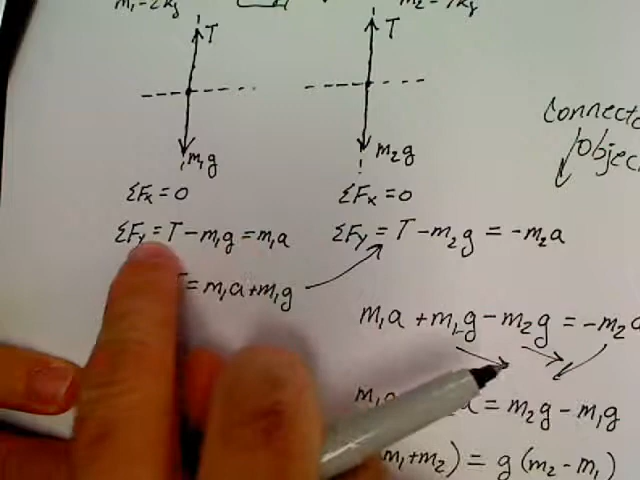 T
T
m₁g
m₂g
Connecte
objec
ΣFx = 0
ΣFx = 0
ΣFy = T - m₁g = m₁a
ΣFy = T - m₂g = -m₂a
= m₁a + m₁g
m₁a + m₁g - m₂g = -m₂a
= m₂g - m₁g
m₁ + m₂) = g(m₂ - m₁)